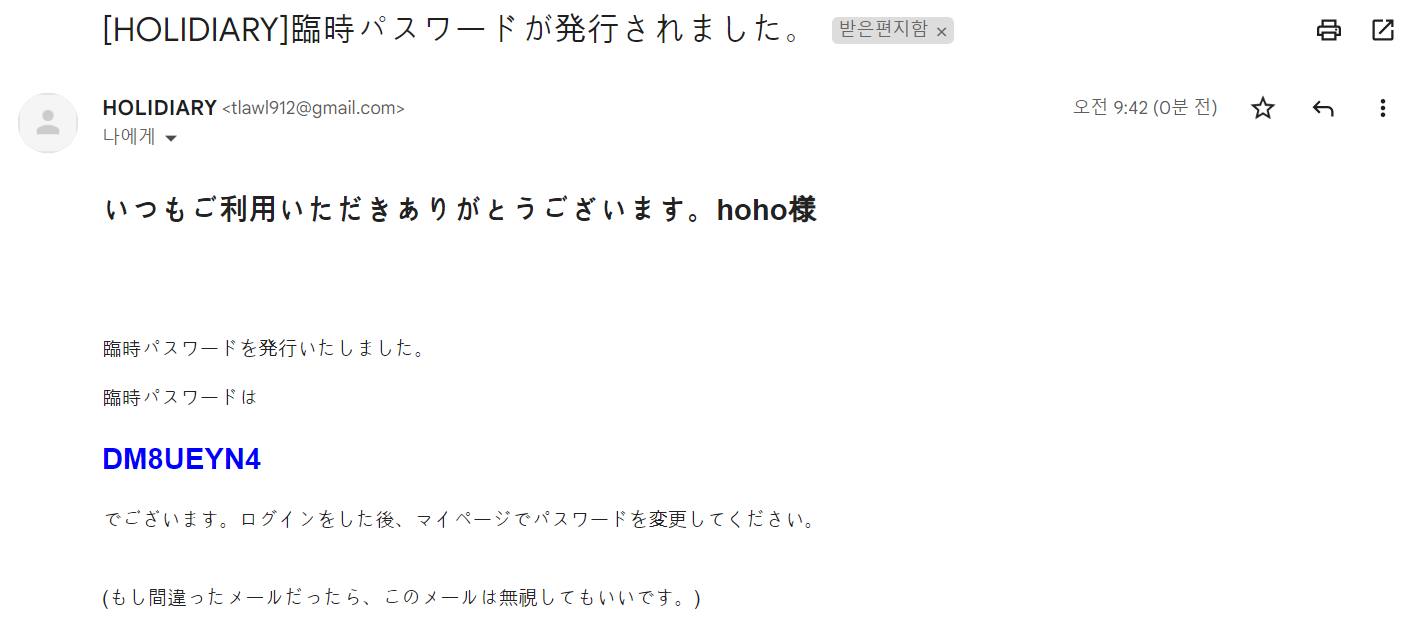 [HOLIDIARY]臨時パスワードが発行されました。 받은편지함 ×
HOLIDIARY <tlawl912@gmail.com> 오전 9:42 (0분 전)
나에게
いつもご利用いただきありがとうございます。hoho様
臨時パスワードを発行いたしました。
臨時パスワードは
DM8UEYN4
でございます。ログインをした後、マイページでパスワードを変更してください。
(もし間違ったメールだったら、このメールは無視してもいいです。)